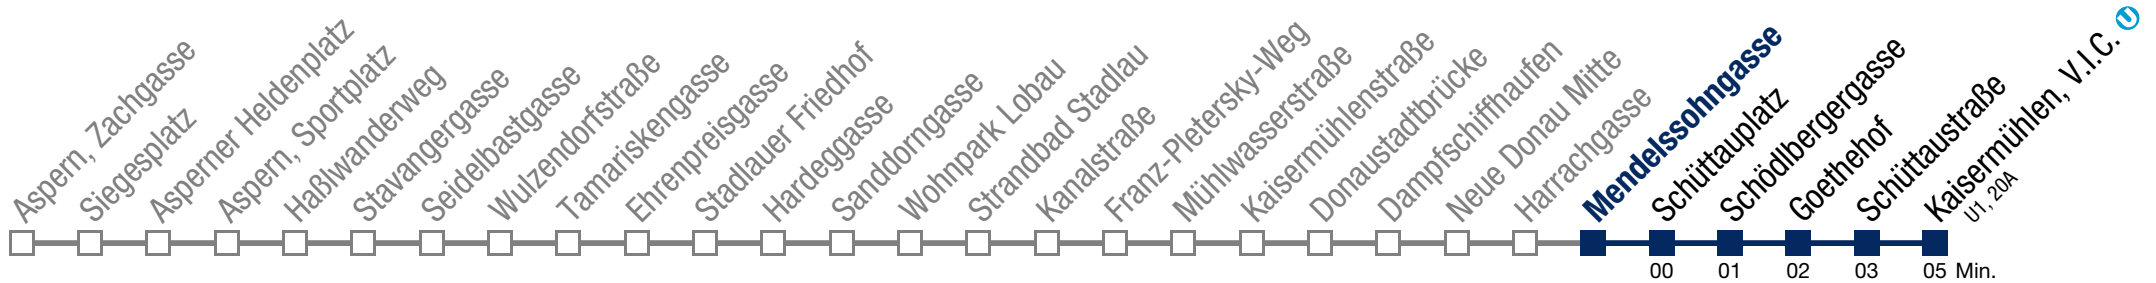 Aspern, Zachgasse
Siegesplatz
Asperner Heldenplatz
Aspern, Sportplatz
Haßlwanderweg
Stavangergasse
Seidelbastgasse
Wulzendorfstraße
Tamariskengasse
Ehrenpreisgasse
Stadlauer Friedhof
Hardeggasse
Sanddorngasse
Wohnpark Lobau
Strandbad Stadlau
Kanalstraße
Franz-Pletersky-Weg
Mühlwasserstraße
Kaisermühlenstraße
Donaustadtbrücke
Dampfschiffhaufen
Neue Donau Mitte
Harrachgasse
Mendelssohngasse
Schüttauplatz
Schödlbergergasse
Goethehof
Schüttaustraße
Kaisermühlen, V.I.C. U
U1, 20A
00 01 02 03 05 Min.